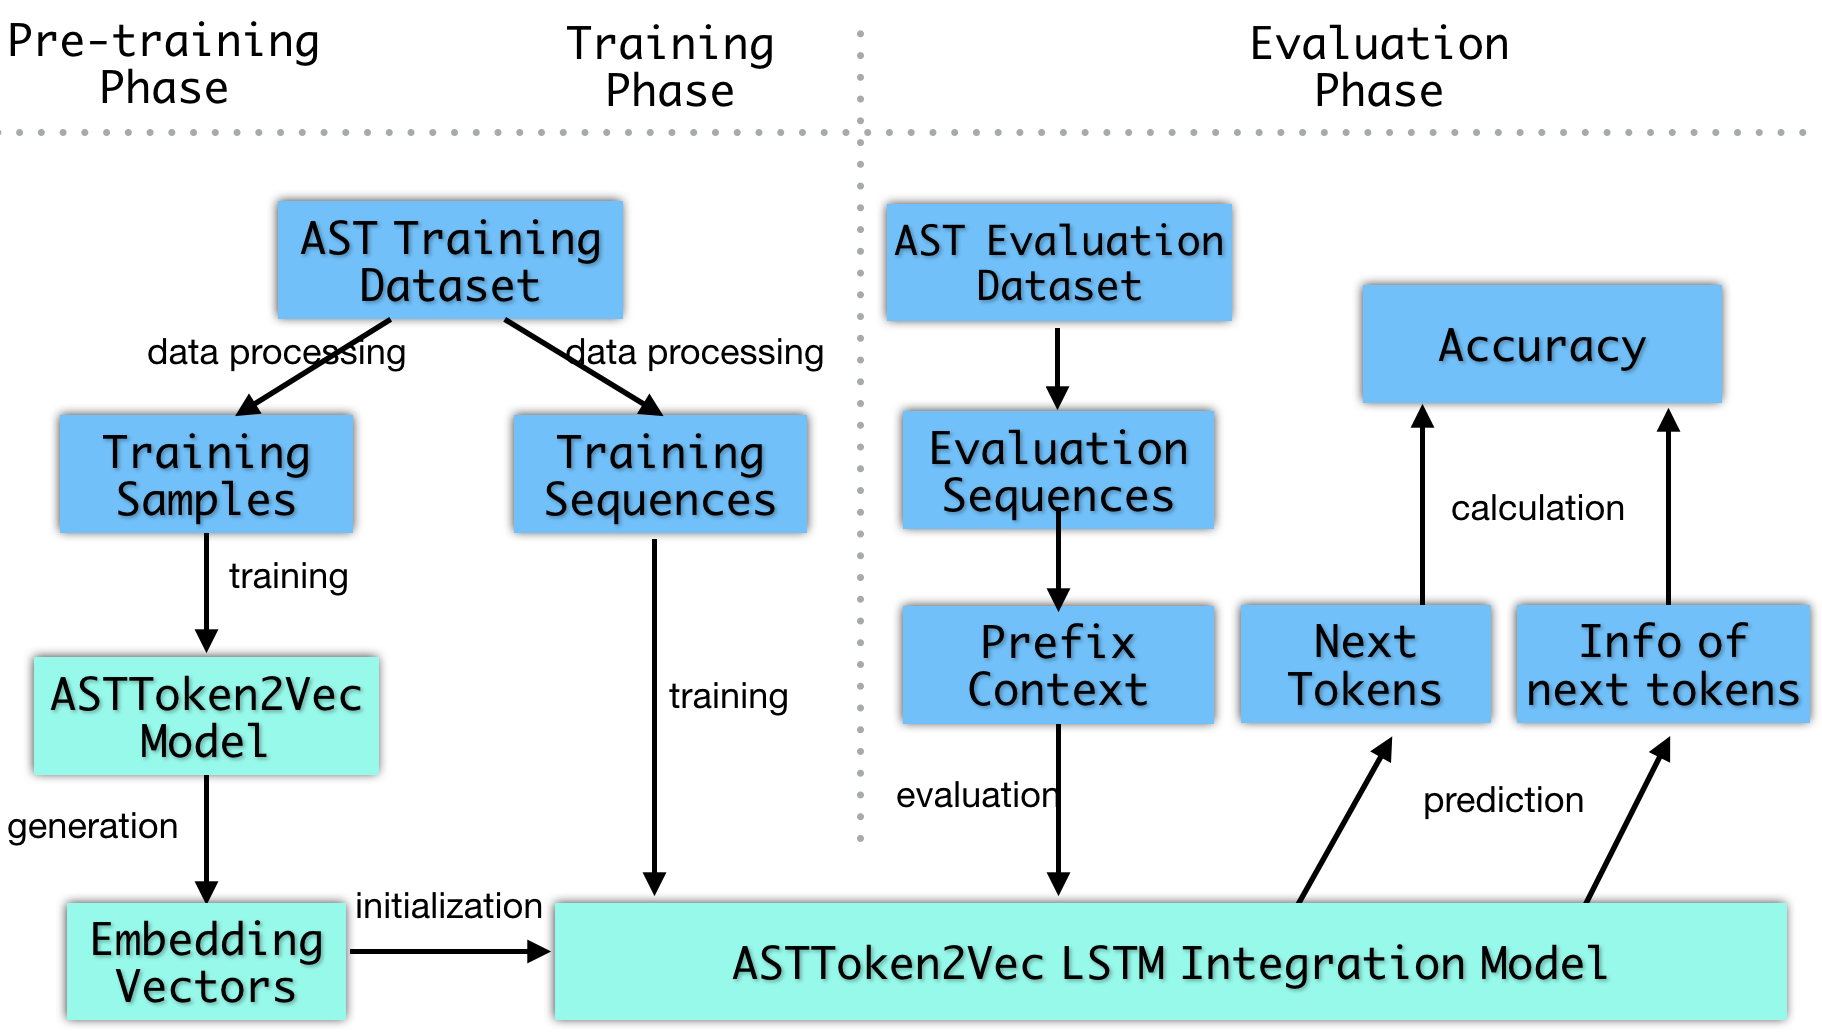 Pre-training
Phase
Training
Phase
Evaluation
Phase
AST Training
Dataset
data processing
data processing
Training
Samples
Training
Sequences
training
ASTToken2Vec
Model
training
generation
Embedding
Vectors
initialization
AST Evaluation
Dataset
Evaluation
Sequences
Prefix
Context
evaluation
Accuracy
calculation
Next
Tokens
Info of
next tokens
prediction
ASTToken2Vec LSTM Integration Model